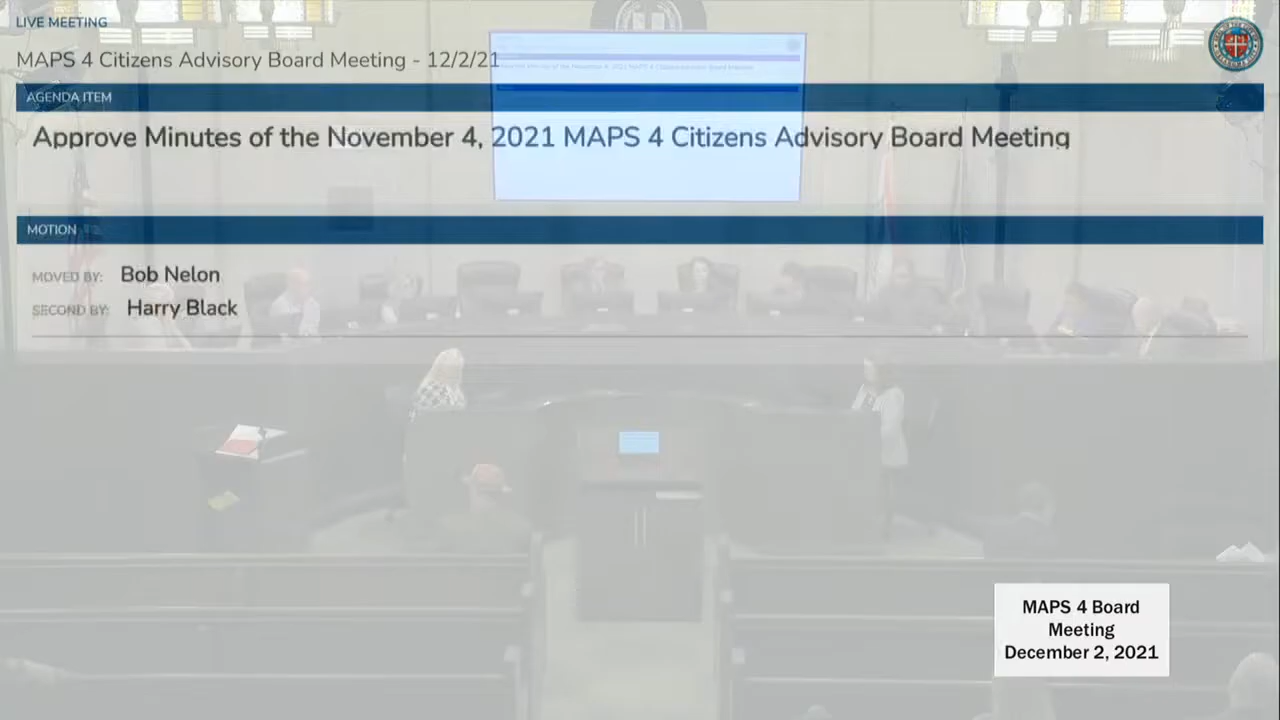 LIVE MEETING
MAPS 4 Citizens Advisory Board Meeting - 12/2/21
AGENDA ITEM
Approve Minutes of the November 4, 2021 MAPS 4 Citizens Advisory Board Meeting
MOTION
MOVED BY: Bob Nelon
SECOND BY: Harry Black
MAPS 4 Board
Meeting
December 2, 2021